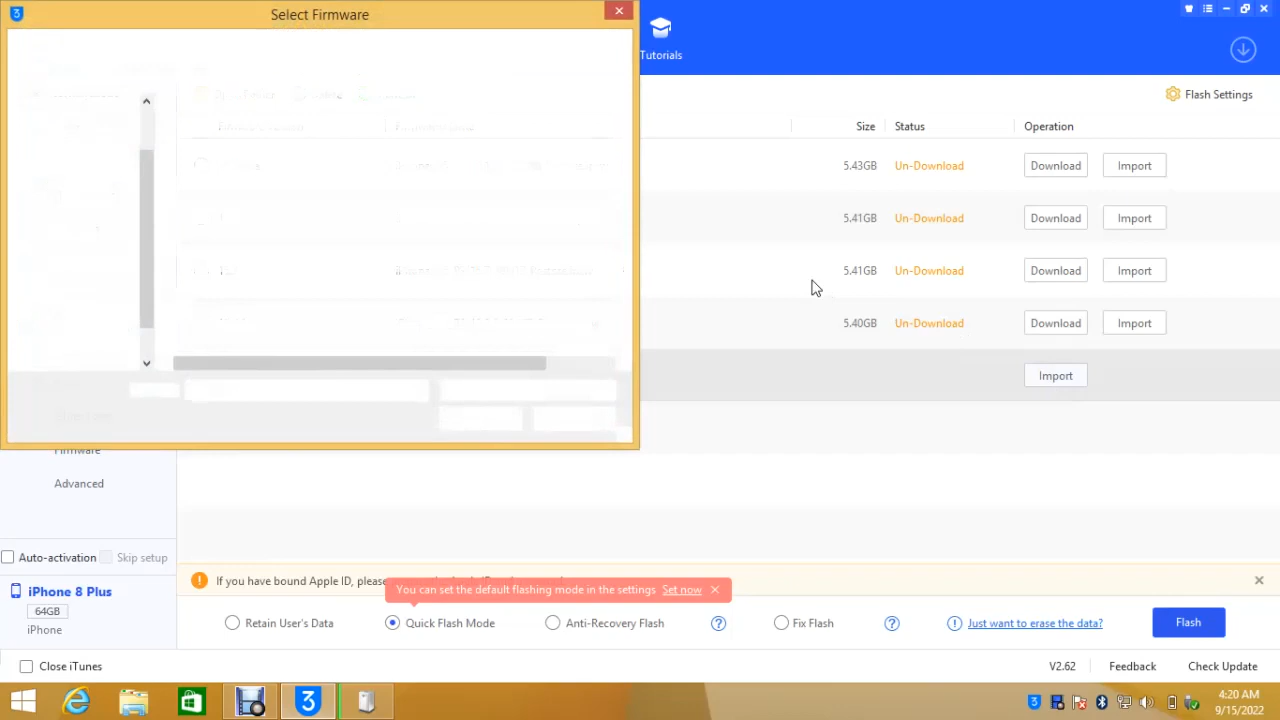 3 Select Firmware
Tutorials
Flash Settings
Size Status Operation
5.43GB Un-Download Download Import
5.41GB Un-Download Download Import
5.41GB Un-Download Download Import
5.40GB Un-Download Download Import
Import
Firmware
Advanced
Auto-activation Skip setup
If you have bound Apple ID, please
You can set the default flashing mode in the settings Set now
iPhone 8 Plus
64GB
iPhone
Retain User's Data Quick Flash Mode Anti-Recovery Flash ? Fix Flash ? ! Just want to erase the data? Flash
Close iTunes V2.62 Feedback Check Update
4:20 AM
9/15/2022